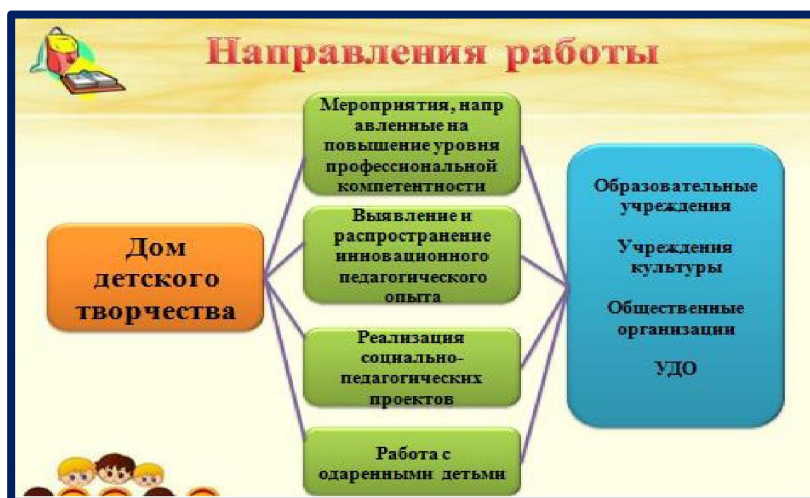 Направления работы
Дом
детского
творчества
Мероприятия, напр
авленные на
повышение уровня
профессиональной
компетентности
Выявление и
распространение
инновационного
педагогического
опыта
Реализация
социально-
педагогических
проектов
Работа с
одаренными детьми
Образовательные
учреждения
Учреждения
культуры
Общественные
организации
УДО